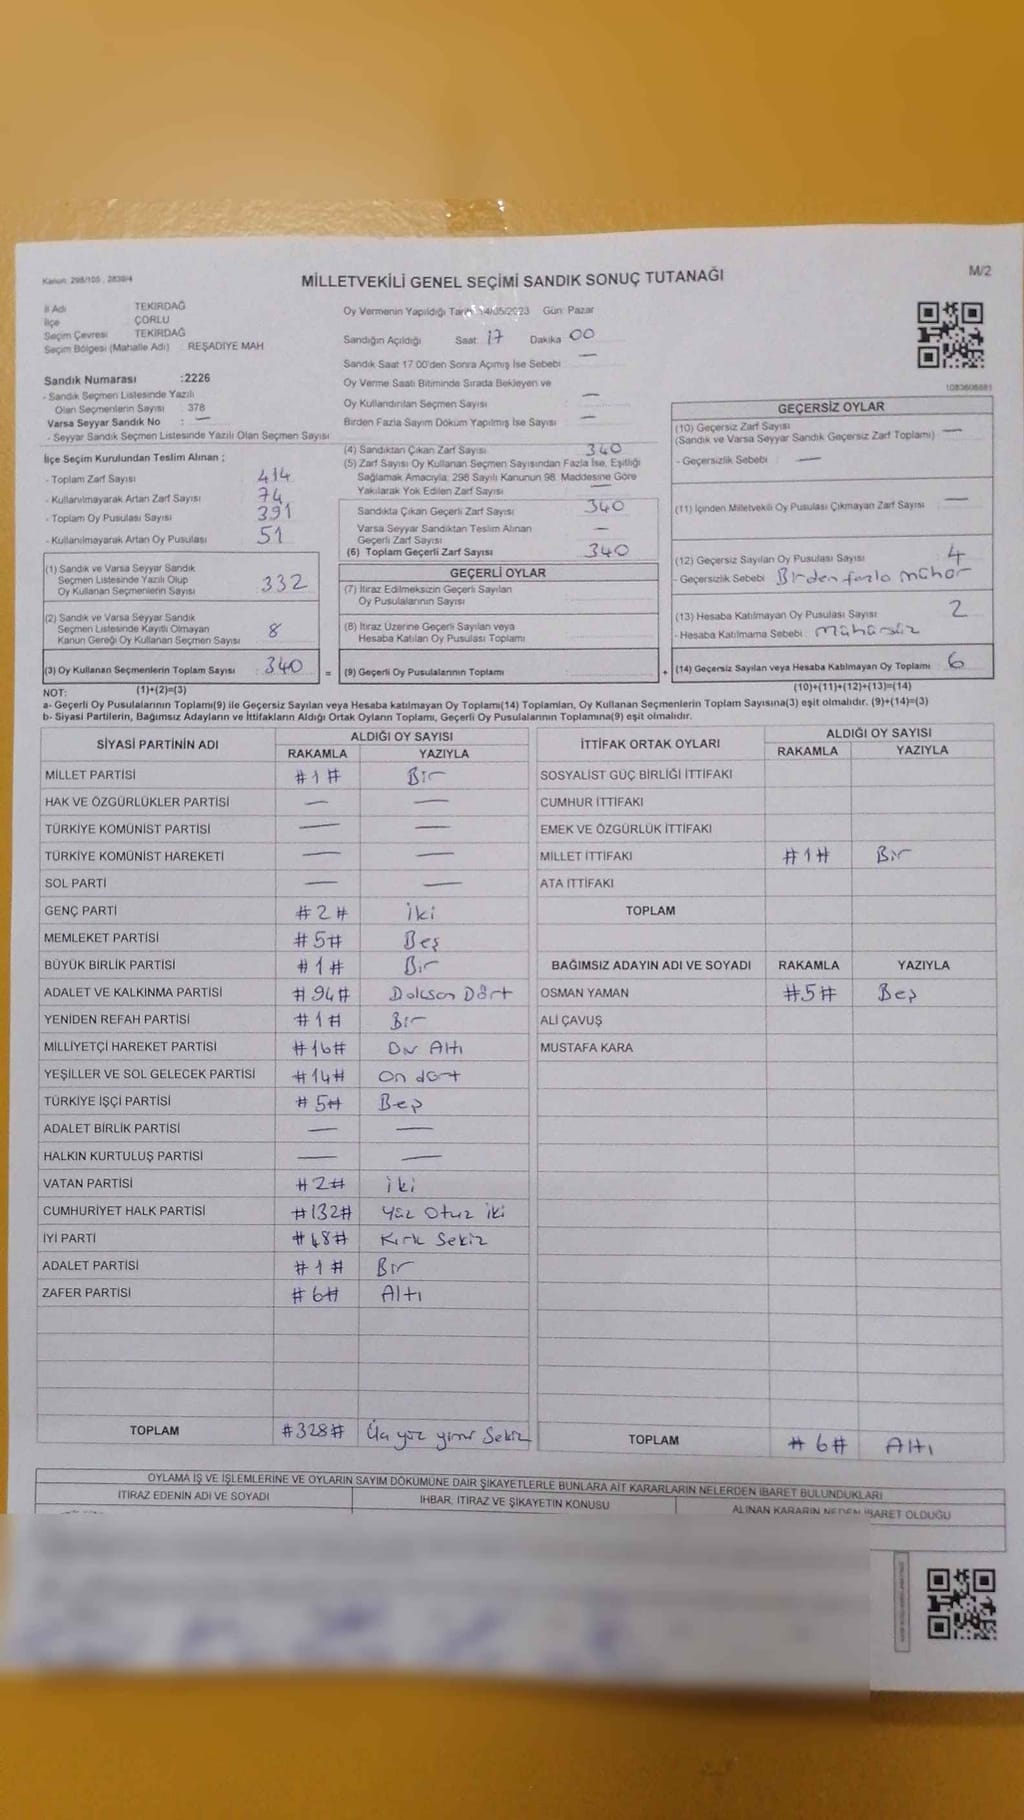 Kanun: 298/105 , 2839/4
MİLLETVEKİLİ GENEL SEÇİMİ SANDIK SONUÇ TUTANAĞI
M/2
İl Adı : TEKİRDAĞ
İlçe : ÇORLU
Seçim Çevresi : TEKİRDAĞ
Seçim Bölgesi (Mahalle Adı) : REŞADİYE MAH
Sandık Numarası :2226
- Sandık Seçmen Listesinde Yazılı
Olan Seçmenlerin Sayısı : 378
Varsa Seyyar Sandık No : —
- Seyyar Sandık Seçmen Listesinde Yazılı Olan Seçmen Sayısı :
İlçe Seçim Kurulundan Teslim Alınan ;
- Toplam Zarf Sayısı 414
- Kullanılmayarak Artan Zarf Sayısı 74
- Toplam Oy Pusulası Sayısı 391
- Kullanılmayarak Artan Oy Pusulası 51
(1) Sandık ve Varsa Seyyar Sandık
Seçmen Listesinde Yazılı Olup
Oy Kullanan Seçmenlerin Sayısı 332
(2) Sandık ve Varsa Seyyar Sandık
Seçmen Listesinde Kayıtlı Olmayan
Kanun Gereği Oy Kullanan Seçmen Sayısı 8
(3) Oy Kullanan Seçmenlerin Toplam Sayısı 340 =
Oy Vermenin Yapıldığı Tarih 14/05/2023 Gün: Pazar
Sandığın Açıldığı Saat: 17 Dakika 00
Sandık Saat 17:00'den Sonra Açımış İse Sebebi : —
Oy Verme Saati Bitiminde Sırada Bekleyen ve
Oy Kullandırılan Seçmen Sayısı —
Birden Fazla Sayım Döküm Yapılmış İse Sayısı : —
(4) Sandıktan Çıkan Zarf Sayısı 340
(5) Zarf Sayısı Oy Kullanan Seçmen Sayısından Fazla İse, Eşitliği
Sağlamak Amacıyla; 298 Sayılı Kanunun 98. Maddesine Göre
Yakılarak Yok Edilen Zarf Sayısı —
Sandıkta Çıkan Geçerli Zarf Sayısı 340
Varsa Seyyar Sandıktan Teslim Alınan
Geçerli Zarf Sayısı —
(6) Toplam Geçerli Zarf Sayısı 340
GEÇERLİ OYLAR
(7) İtiraz Edilmeksizin Geçerli Sayılan
Oy Pusulalarının Sayısı
(8) İtiraz Üzerine Geçerli Sayılan veya
Hesaba Katılan Oy Pusulası Toplamı
(9) Geçerli Oy Pusulalarının Toplamı +
GEÇERSİZ OYLAR
(10) Geçersiz Zarf Sayısı
(Sandık ve Varsa Seyyar Sandık Geçersiz Zarf Toplamı) —
- Geçersizlik Sebebi : —
(11) İçinden Milletvekili Oy Pusulası Çıkmayan Zarf Sayısı —
(12) Geçersiz Sayılan Oy Pusulası Sayısı 4
- Geçersizlik Sebebi Birden fazla mühür
(13) Hesaba Katılmayan Oy Pusulası Sayısı 2
- Hesaba Katılmama Sebebi : Mühürsüz
(14) Geçersiz Sayılan veya Hesaba Katılmayan Oy Toplamı 6
NOT: (1)+(2)=(3) (10)+(11)+(12)+(13)=(14)
a- Geçerli Oy Pusulalarının Toplamı(9) ile Geçersiz Sayılan veya Hesaba katılmayan Oy Toplamı(14) Toplamları, Oy Kullanan Seçmenlerin Toplam Sayısına(3) eşit olmalıdır. (9)+(14)=(3)
b- Siyasi Partilerin, Bağımsız Adayların ve İttifakların Aldığı Ortak Oyların Toplamı, Geçerli Oy Pusulalarının Toplamına(9) eşit olmalıdır.
SİYASİ PARTİNİN ADI ALDIĞI OY SAYISI
RAKAMLA YAZIYLA
MİLLET PARTİSİ #1# Bir
HAK VE ÖZGÜRLÜKLER PARTİSİ — —
TÜRKİYE KOMÜNİST PARTİSİ — —
TÜRKİYE KOMÜNİST HAREKETİ — —
SOL PARTİ — —
GENÇ PARTİ #2# İki
MEMLEKET PARTİSİ #5# Beş
BÜYÜK BİRLİK PARTİSİ #1# Bir
ADALET VE KALKINMA PARTİSİ #94# Doksan Dört
YENİDEN REFAH PARTİSİ #1# Bir
MİLLİYETÇİ HAREKET PARTİSİ #16# On Altı
YEŞİLLER VE SOL GELECEK PARTİSİ #14# On dört
TÜRKİYE İŞÇİ PARTİSİ #5# Beş
ADALET BİRLİK PARTİSİ — —
HALKIN KURTULUŞ PARTİSİ — —
VATAN PARTİSİ #2# iki
CUMHURİYET HALK PARTİSİ #132# Yüz Otuz iki
İYİ PARTİ #48# Kırk Sekiz
ADALET PARTİSİ #1# Bir
ZAFER PARTİSİ #6# Altı
TOPLAM #328# Üç yüz yirmi Sekiz
İTTİFAK ORTAK OYLARI ALDIĞI OY SAYISI
RAKAMLA YAZIYLA
SOSYALİST GÜÇ BİRLİĞİ İTTİFAKI
CUMHUR İTTİFAKI
EMEK VE ÖZGÜRLÜK İTTİFAKI
MİLLET İTTİFAKI #1# Bir
ATA İTTİFAKI
TOPLAM
BAĞIMSIZ ADAYIN ADI VE SOYADI RAKAMLA YAZIYLA
OSMAN YAMAN #5# Beş
ALİ ÇAVUŞ
MUSTAFA KARA
TOPLAM #6# Altı
OYLAMA İŞ VE İŞLEMLERİNE VE OYLARIN SAYIM DÖKÜMÜNE DAİR ŞİKAYETLERLE BUNLARA AİT KARARLARIN NELERDEN İBARET BULUNDUKLARI
İTİRAZ EDENİN ADI VE SOYADI
İHBAR, İTİRAZ VE ŞİKAYETİN KONUSU
ALINAN KARARIN NEDEN İBARET OLDUĞU